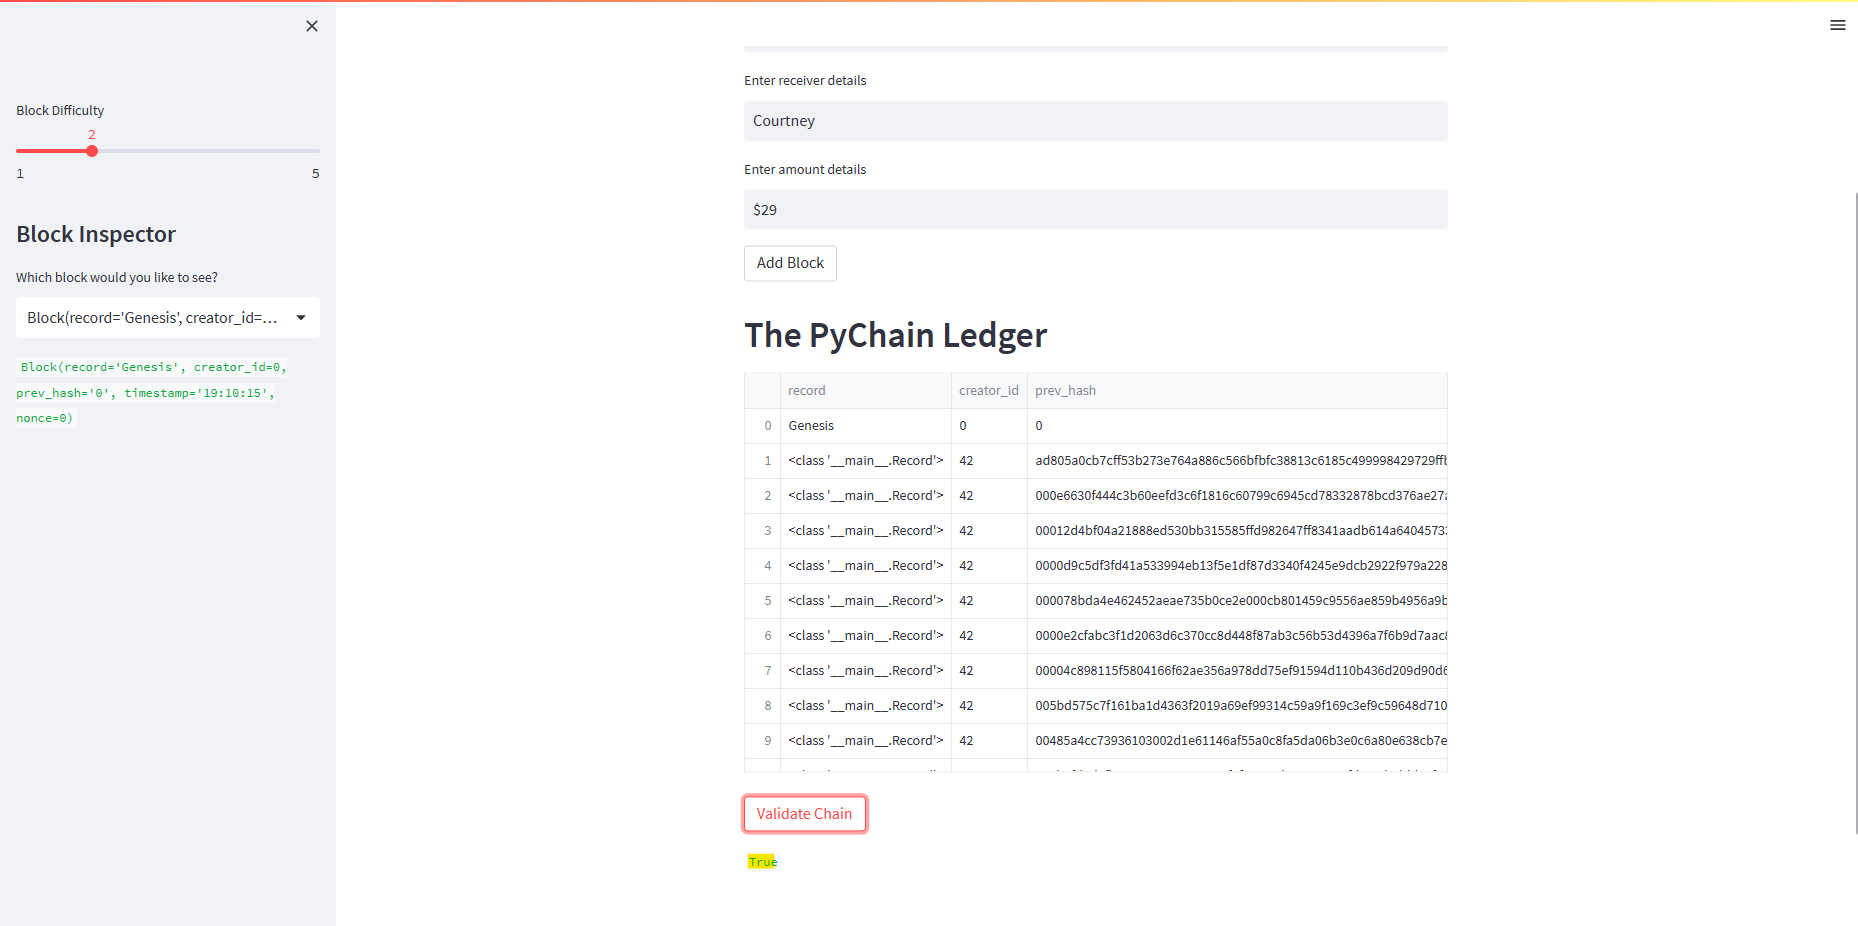 Block Difficulty
2
1 5
Block Inspector
Which block would you like to see?
Block(record='Genesis', creator_id=...
Block(record='Genesis', creator_id=0,
prev_hash='0', timestamp='19:10:15',
nonce=0)
Enter receiver details
Courtney
Enter amount details
$29
Add Block
The PyChain Ledger
record creator_id prev_hash
0 Genesis 0 0
1 <class '__main__.Record'> 42 ad805a0cb7cff53b273e764a886c566bfbfc38813c6185c499998429729ffb
2 <class '__main__.Record'> 42 000e6630f444c3b60eefd3c6f1816c60799c6945cd78332878bcd376ae27a
3 <class '__main__.Record'> 42 00012d4bf04a21888ed530bb315585ffd982647ff8341aadb614a64045733
4 <class '__main__.Record'> 42 0000d9c5df3fd41a533994eb13f5e1df87d3340f4245e9dcb2922f979a228
5 <class '__main__.Record'> 42 000078bda4e462452aeae735b0ce2e000cb801459c9556ae859b4956a9b
6 <class '__main__.Record'> 42 0000e2cfabc3f1d2063d6c370cc8d448f87ab3c56b53d4396a7f6b9d7aac8
7 <class '__main__.Record'> 42 00004c898115f5804166f62ae356a978dd75ef91594d110b436d209d90d6
8 <class '__main__.Record'> 42 005bd575c7f161ba1d4363f2019a69ef99314c59a9f169c3ef9c59648d710
9 <class '__main__.Record'> 42 00485a4cc73936103002d1e61146af55a0c8fa5da06b3e0c6a80e638cb7e
Validate Chain
True